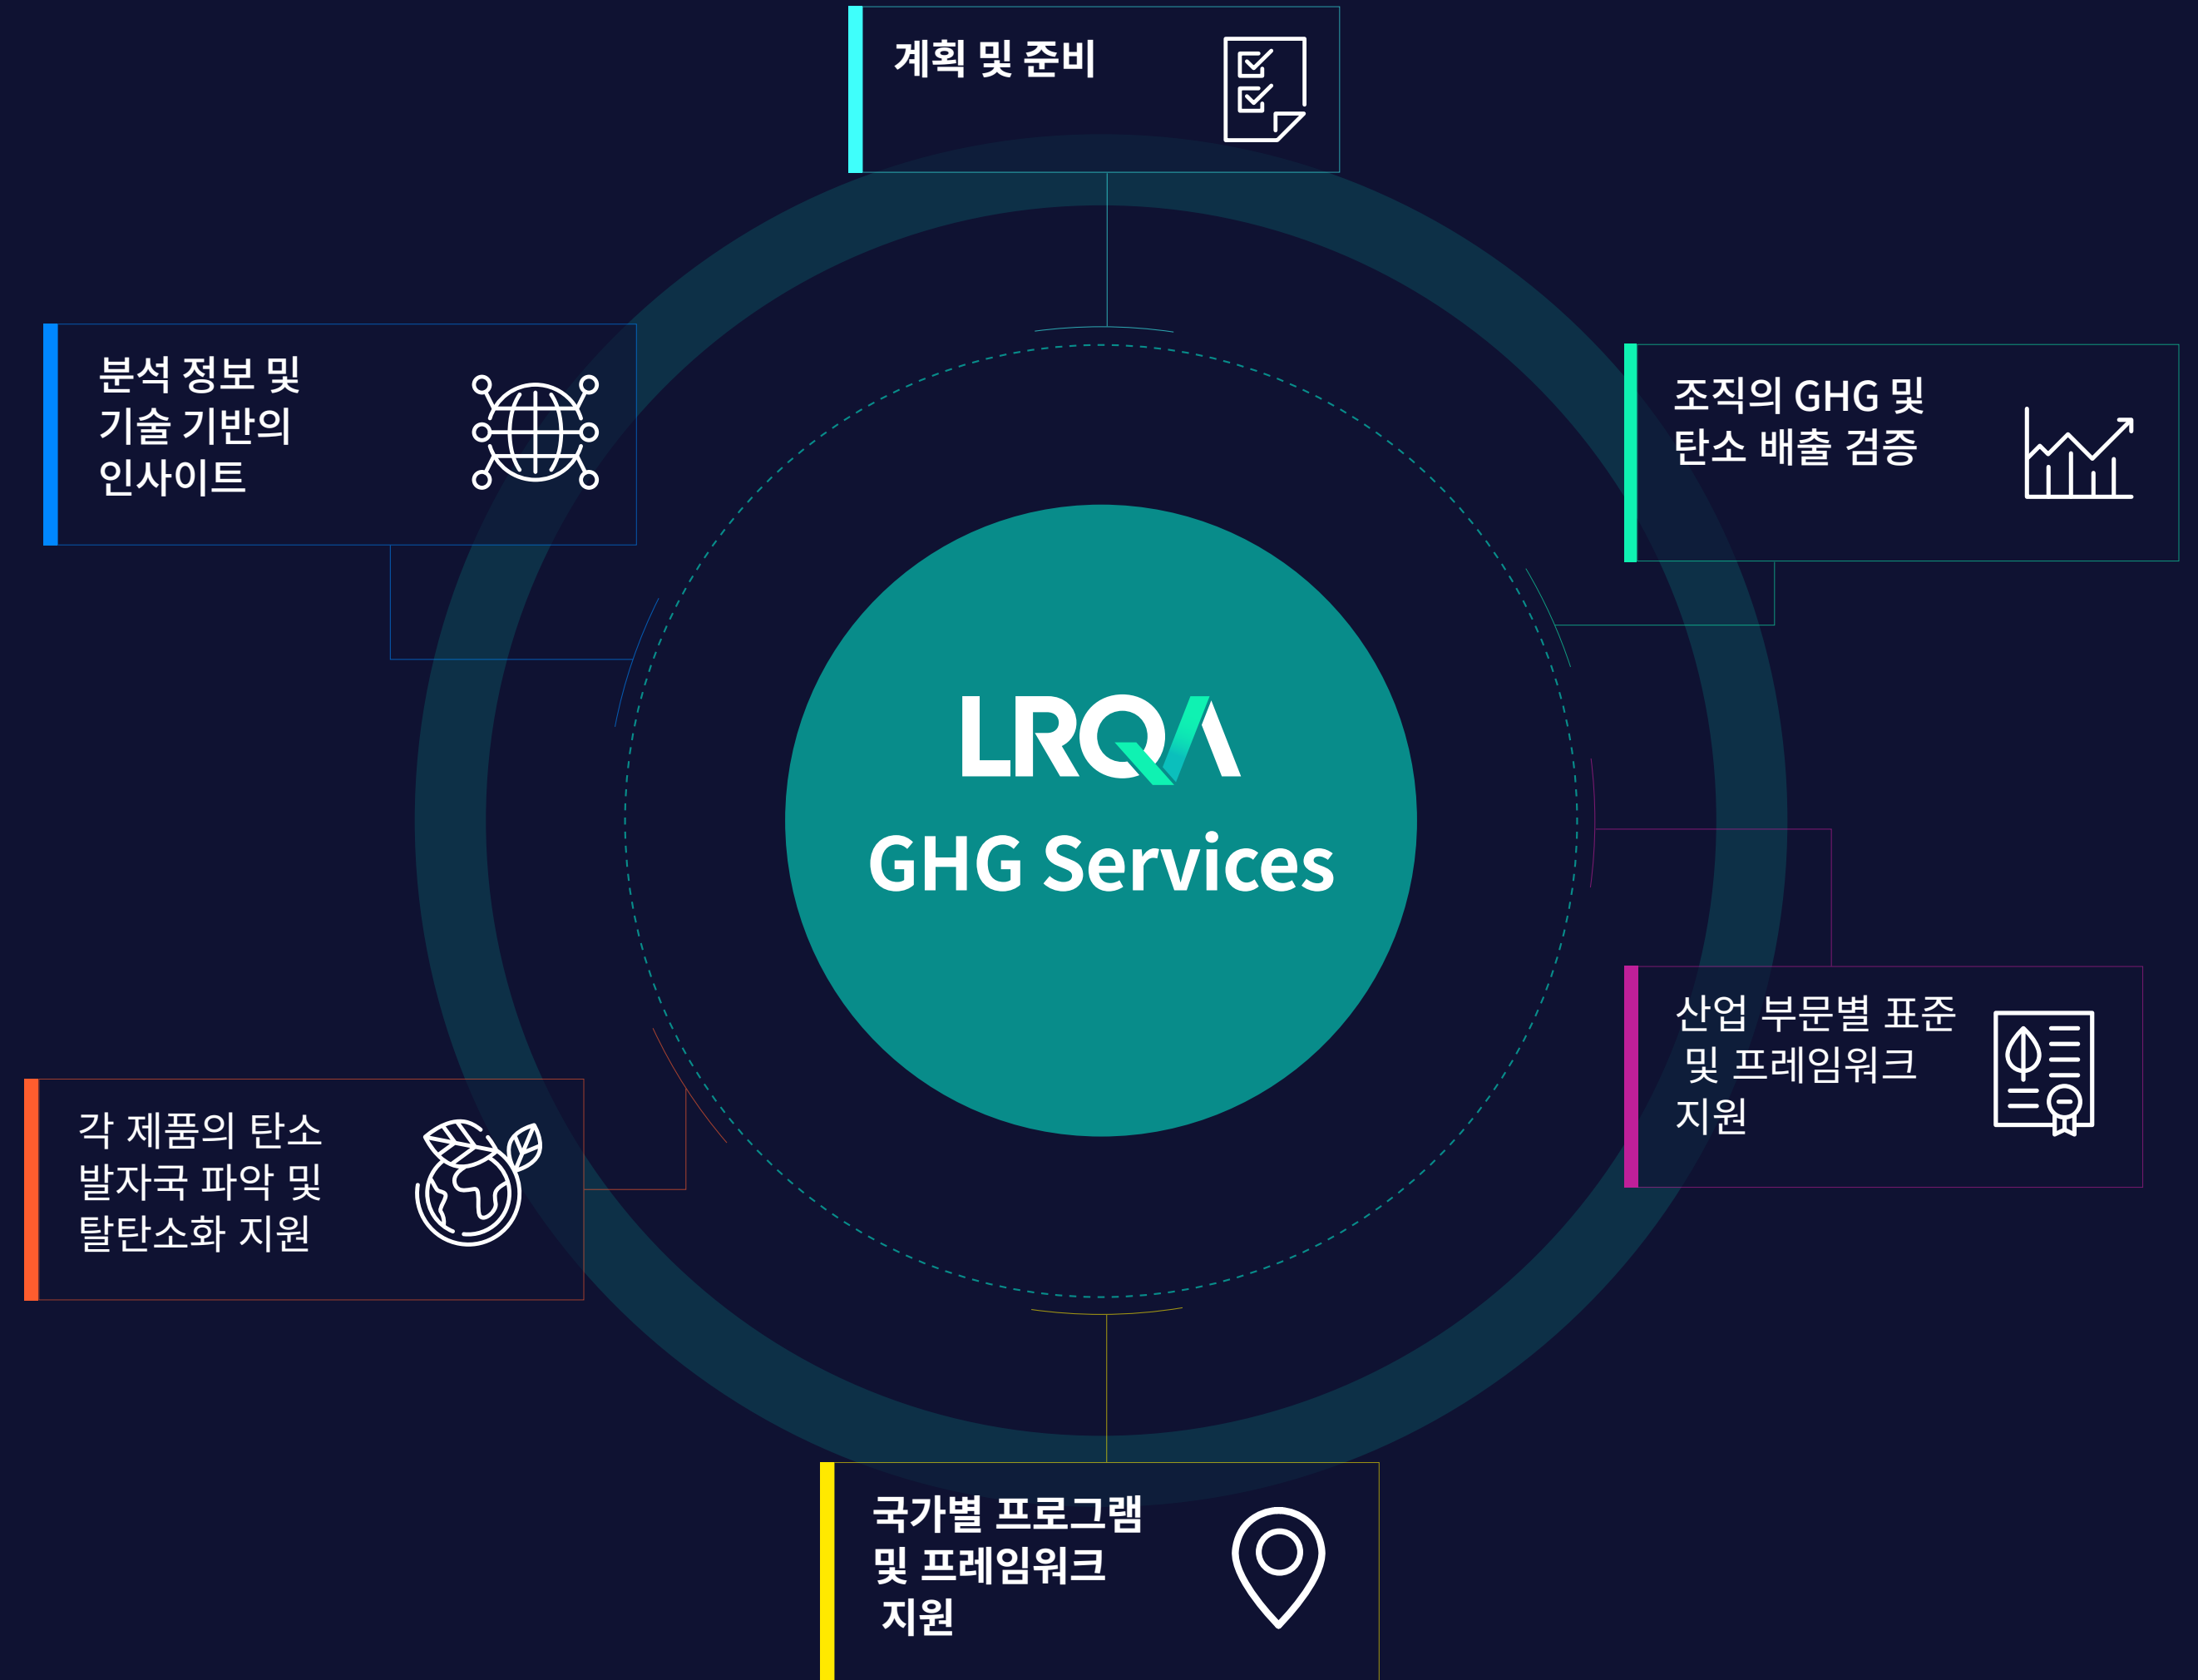 계획 및 준비
분석 정보 및
기술 기반의
인사이트
조직의 GHG 및
탄소 배출 검증
LRQA
GHG Services
산업 부문별 표준
및 프레임워크
지원
각 제품의 탄소
발자국 파악 및
탈탄소화 지원
국가별 프로그램
및 프레임워크
지원